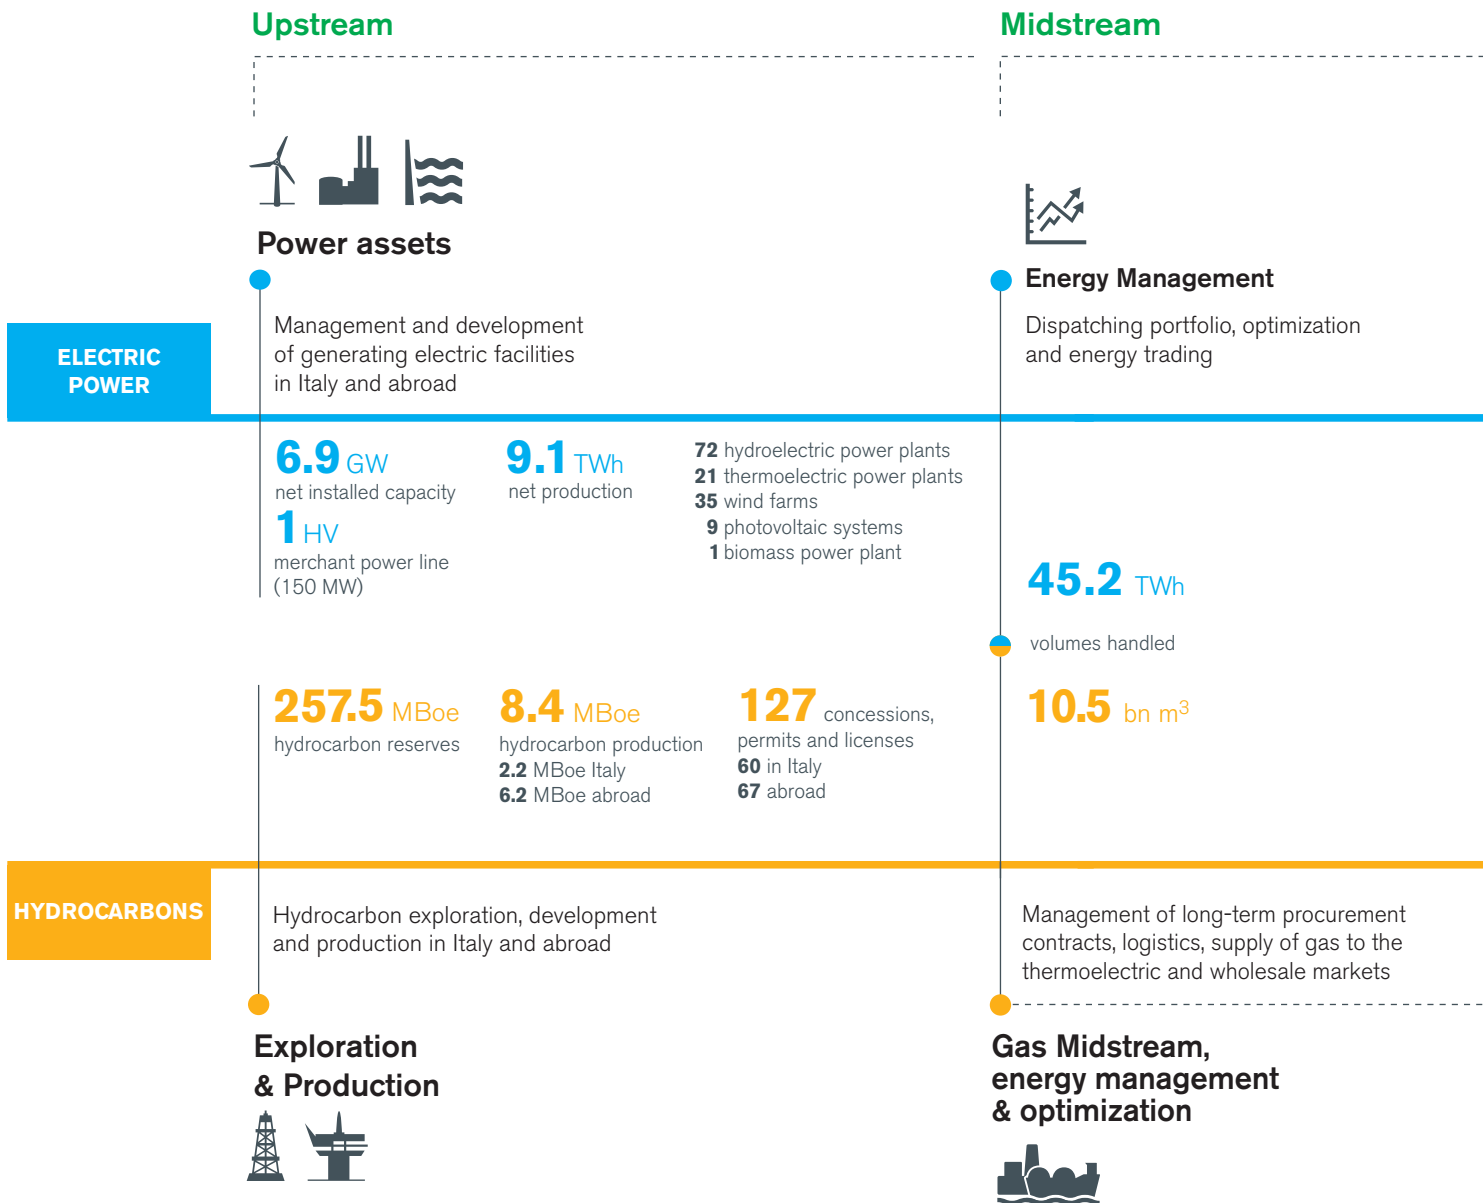 Upstream
Midstream
Power assets
Energy Management
Management and development
of generating electric facilities
in Italy and abroad
Dispatching portfolio, optimization
and energy trading
ELECTRIC
POWER
6.9 GW
net installed capacity
1 HV
merchant power line
(150 MW)
9.1 TWh
net production
72 hydroelectric power plants
21 thermoelectric power plants
35 wind farms
9 photovoltaic systems
1 biomass power plant
45.2 TWh
volumes handled
10.5 bn m³
257.5 MBoe
hydrocarbon reserves
8.4 MBoe
hydrocarbon production
2.2 MBoe Italy
6.2 MBoe abroad
127 concessions,
permits and licenses
60 in Italy
67 abroad
HYDROCARBONS
Hydrocarbon exploration, development
and production in Italy and abroad
Management of long-term procurement
contracts, logistics, supply of gas to the
thermoelectric and wholesale markets
Exploration
& Production
Gas Midstream,
energy management
& optimization